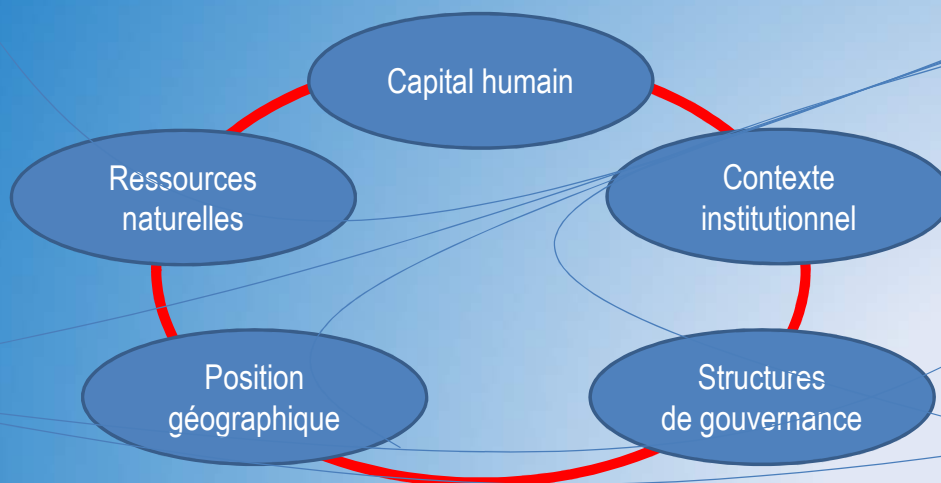 Capital humain
Ressources
naturelles
Contexte
institutionnel
Position
géographique
Structures
de gouvernance